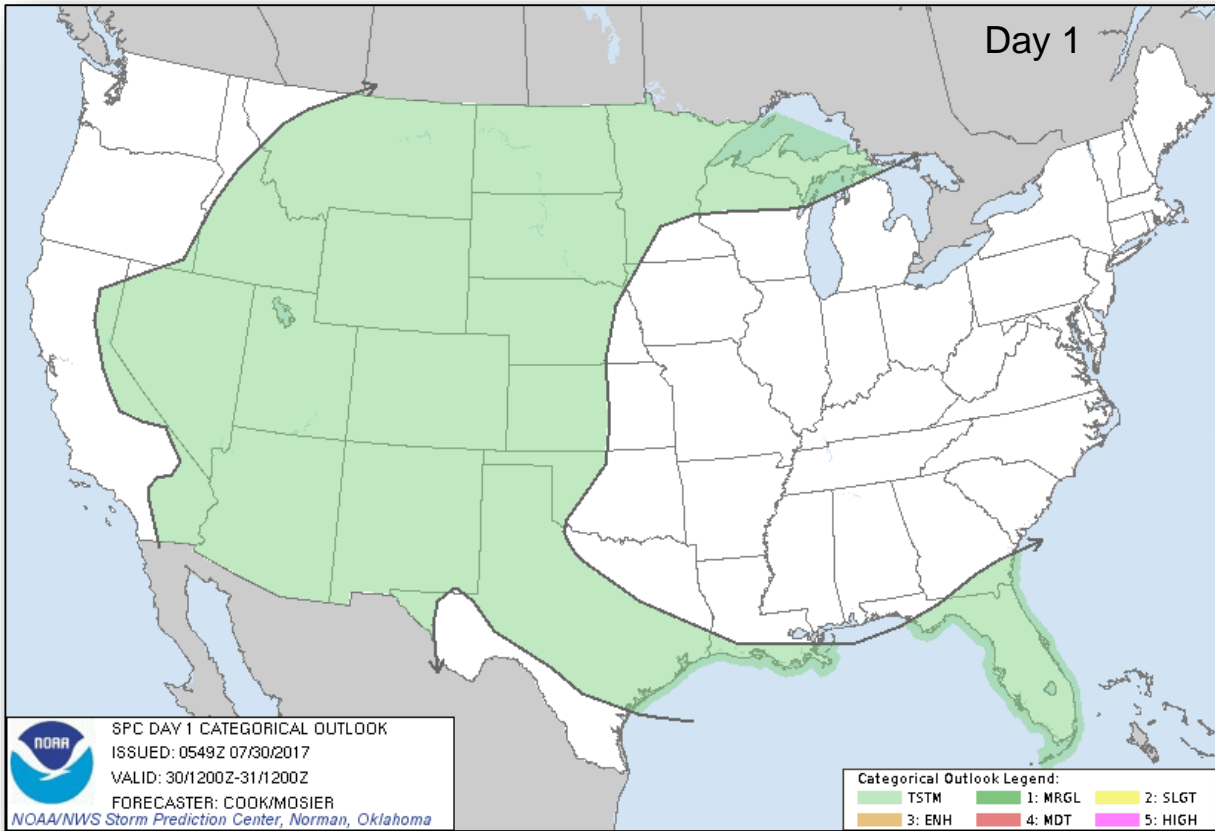 Day 1
NOAA
SPC DAY 1 CATEGORICAL OUTLOOK
ISSUED: 0549Z 07/30/2017
VALID: 30/1200Z-31/1200Z
FORECASTER: COOK/MOSIER
NOAA/NWS Storm Prediction Center, Norman, Oklahoma
Categorical Outlook Legend:
TSTM 1: MRGL 2: SLGT
3: ENH 4: MDT 5: HIGH